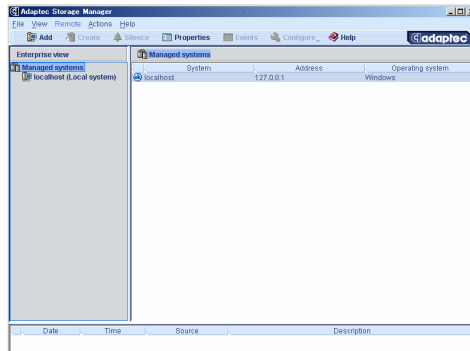 Adaptec Storage Manager
File View Remote Actions Help
Add Create Silence Properties Events Configure Help adaptec
Enterprise view
Managed systems
Managed systems
localhost (Local system)
System Address Operating system
localhost 127.0.0.1 Windows
Date Time Source Description